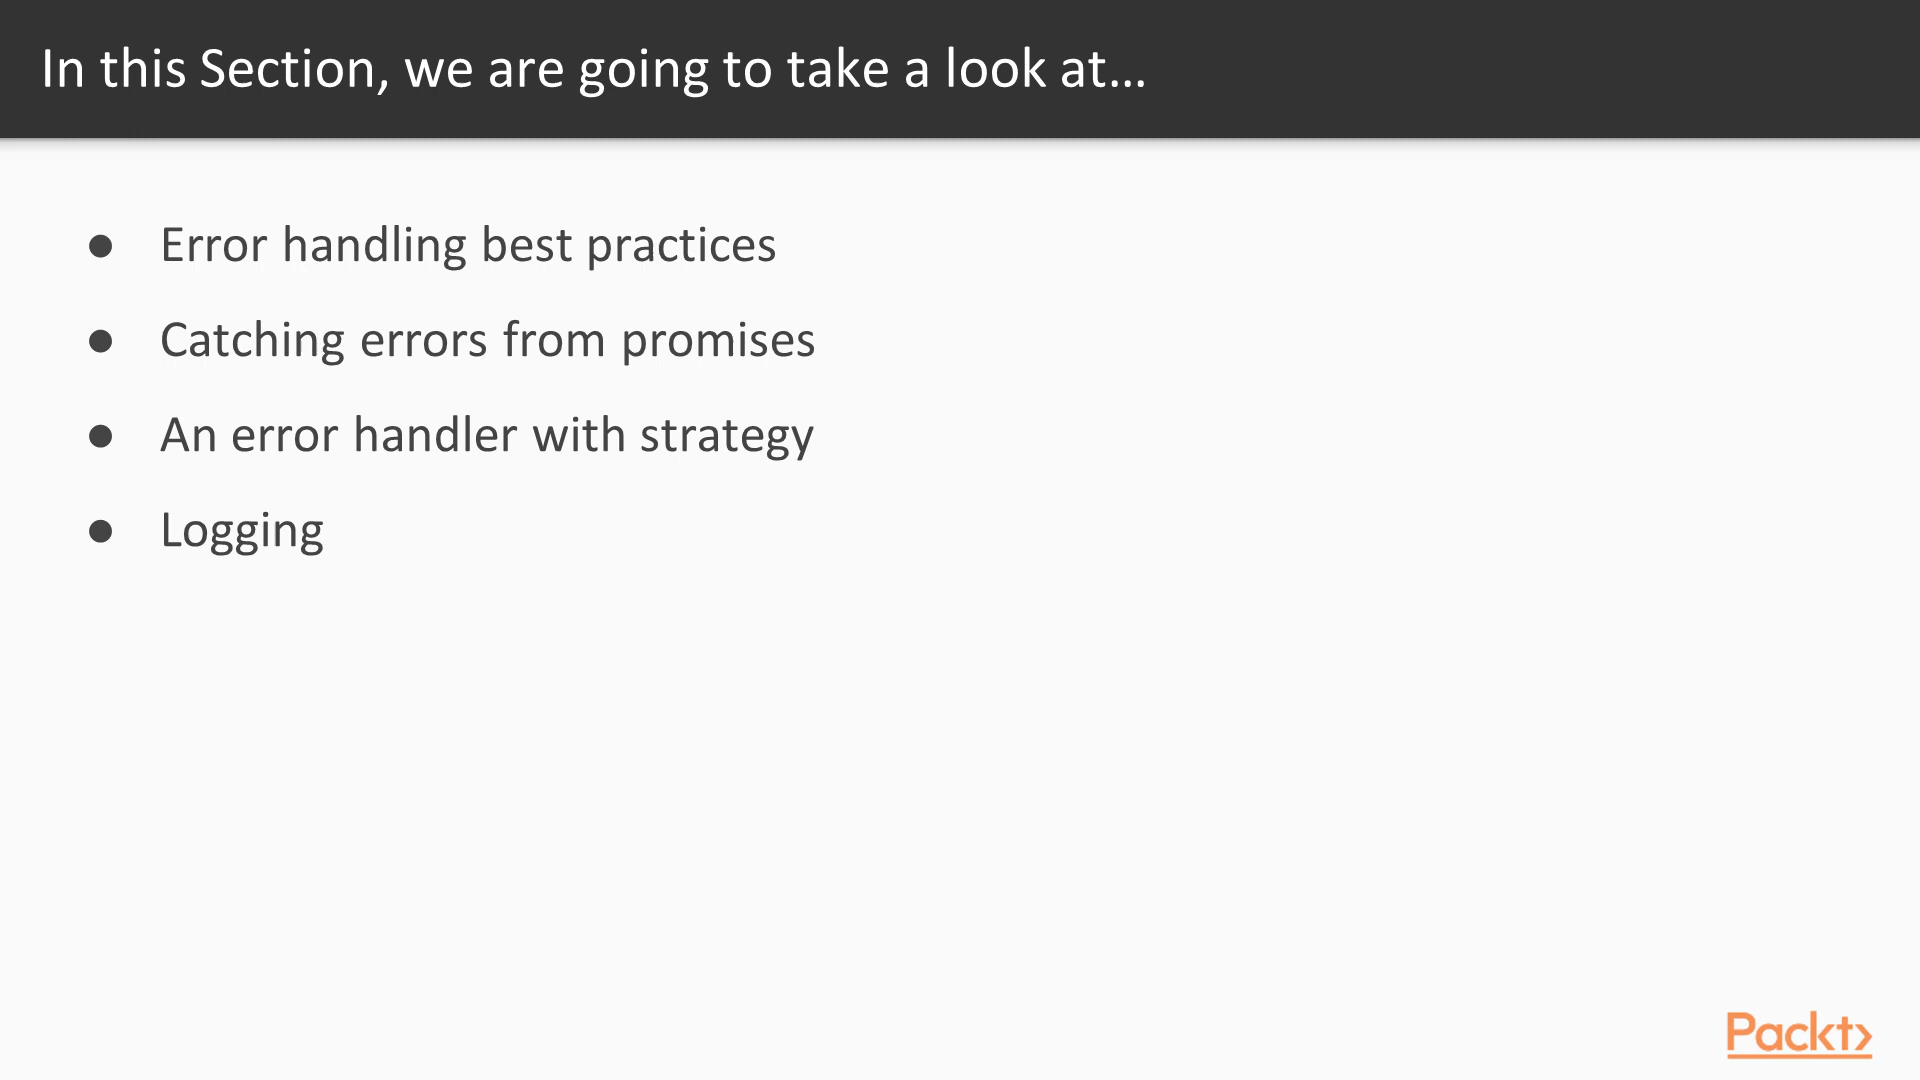 In this Section, we are going to take a look at…
● Error handling best practices
● Catching errors from promises
● An error handler with strategy
● Logging
Packt>